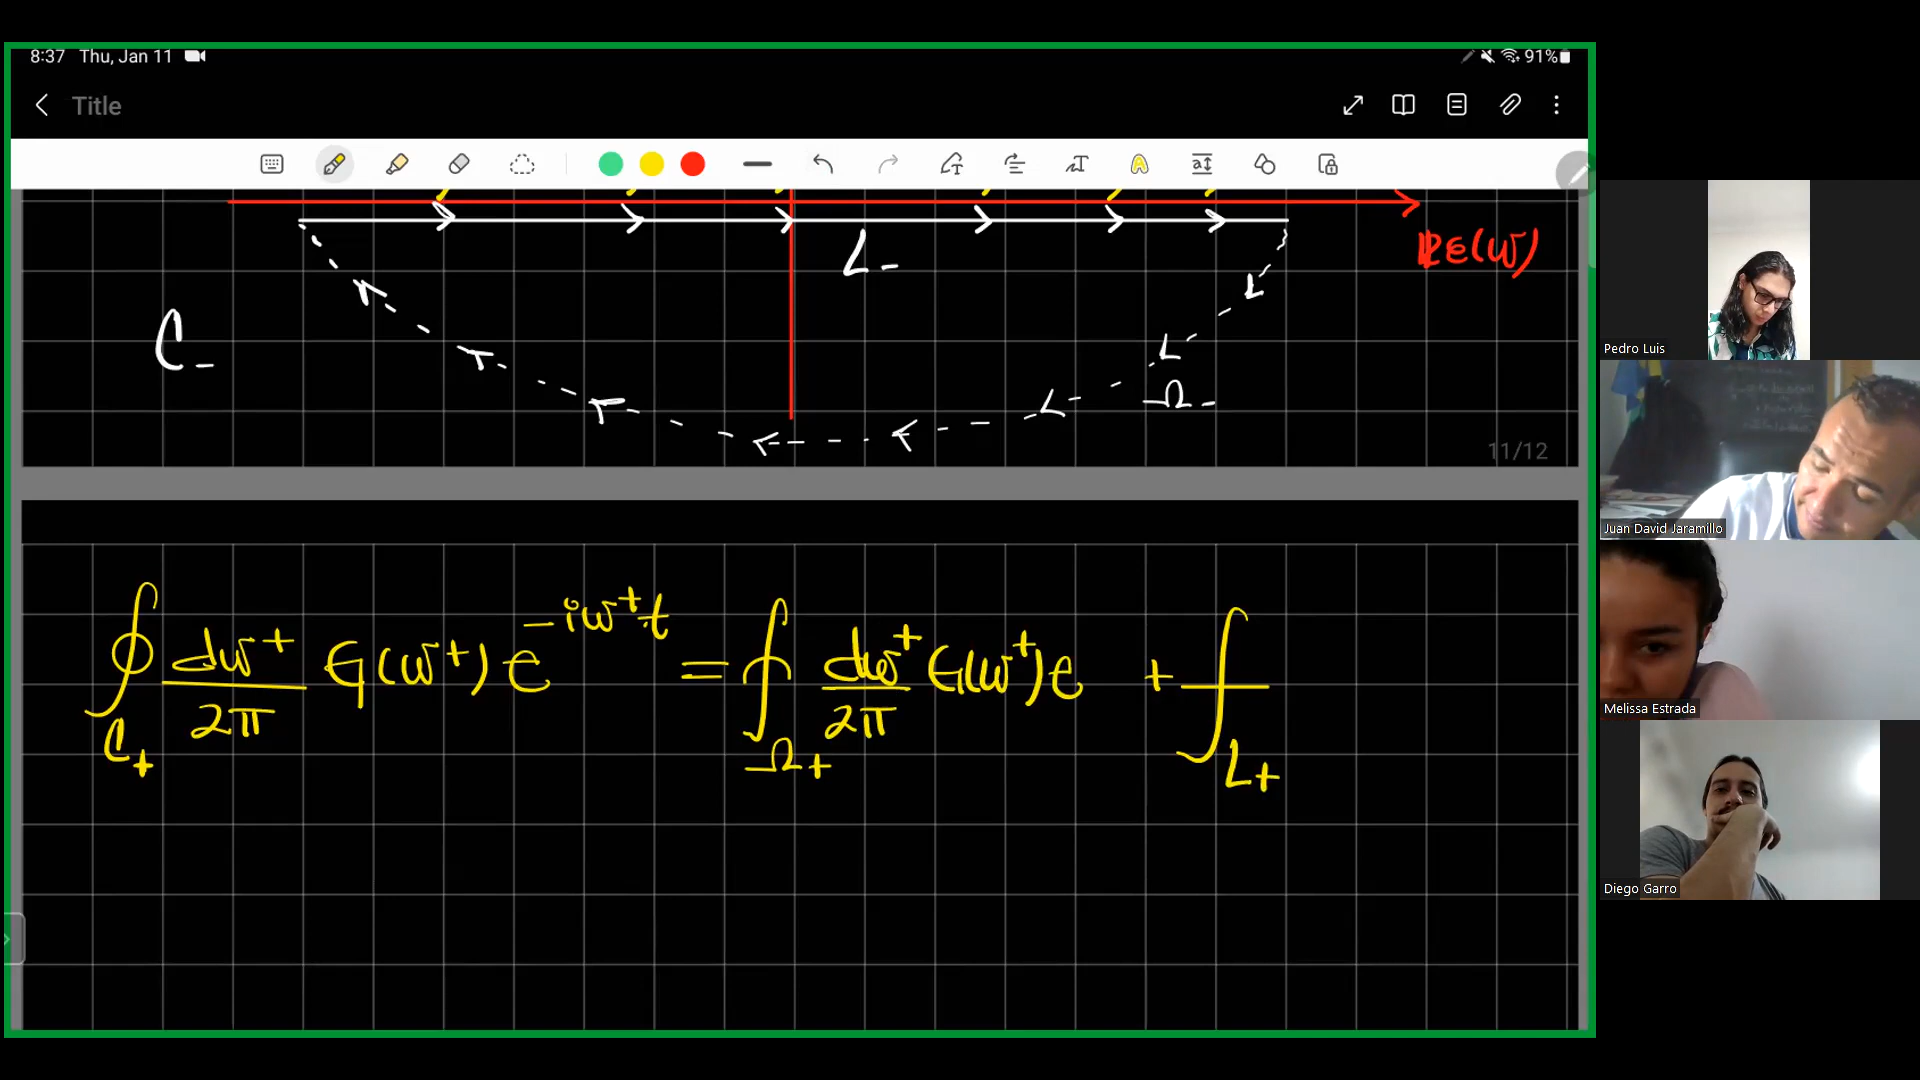 8:37 Thu, Jan 11 91%
Title
Re(ω)
L-
C-
Ω-
11/12
∮C+ dω⁺/2π G(ω⁺) e^-iω⁺t = ∫Ω+ dω⁺/2π G(ω⁺)e + ∫L+
Pedro Luis
Juan David Jaramillo
Melissa Estrada
Diego Garro